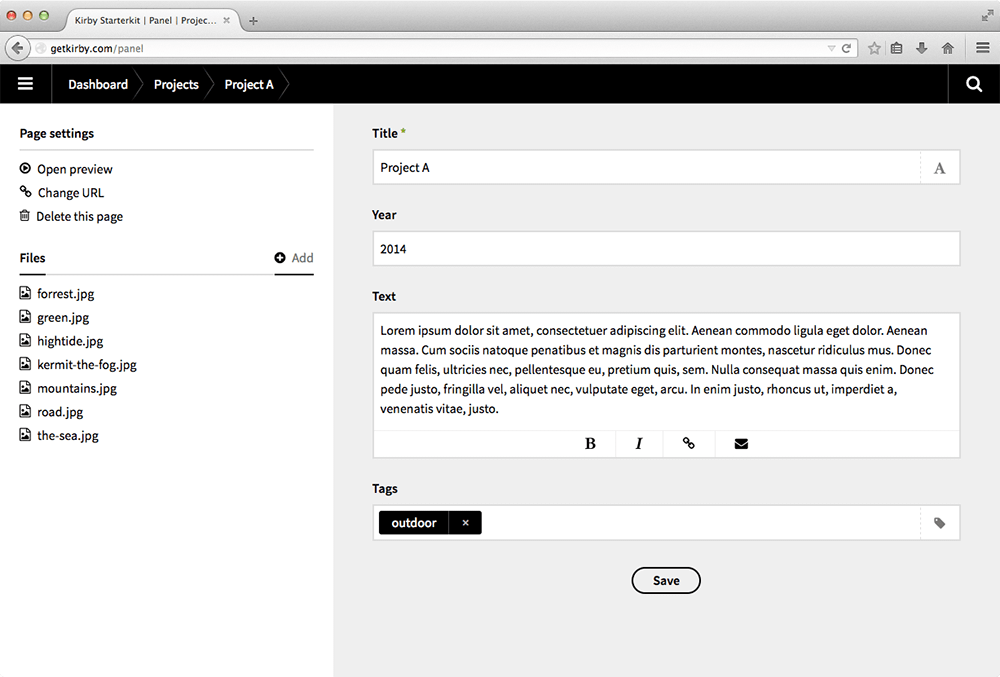 Kirby Starterkit | Panel | Projec...
getkirby.com/panel
Dashboard Projects Project A
Page settings
Open preview
Change URL
Delete this page
Files Add
forrest.jpg
green.jpg
hightide.jpg
kermit-the-fog.jpg
mountains.jpg
road.jpg
the-sea.jpg
Title *
Project A A
Year
2014
Text
Lorem ipsum dolor sit amet, consectetuer adipiscing elit. Aenean commodo ligula eget dolor. Aenean
massa. Cum sociis natoque penatibus et magnis dis parturient montes, nascetur ridiculus mus. Donec
quam felis, ultricies nec, pellentesque eu, pretium quis, sem. Nulla consequat massa quis enim. Donec
pede justo, fringilla vel, aliquet nec, vulputate eget, arcu. In enim justo, rhoncus ut, imperdiet a,
venenatis vitae, justo.
B I
Tags
outdoor ×
Save